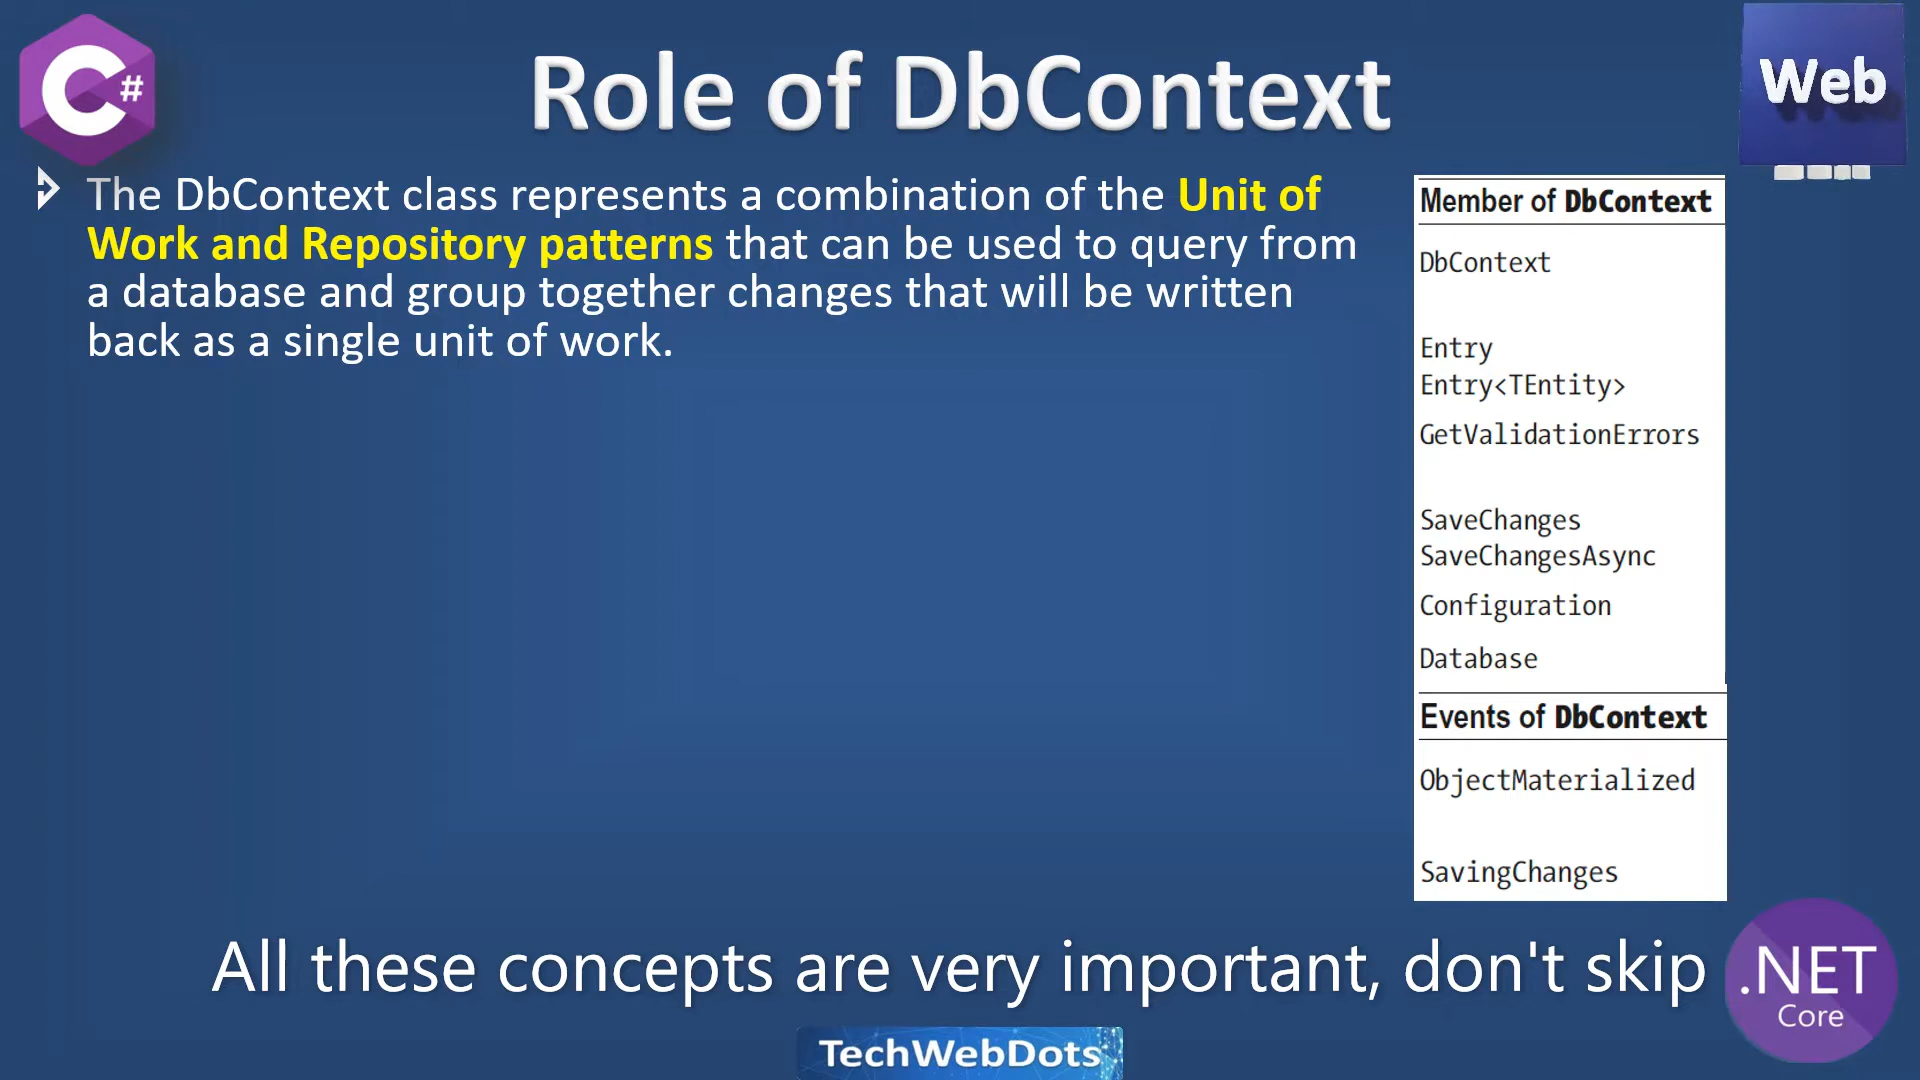 C#
Role of DbContext
Web
The DbContext class represents a combination of the Unit of
Work and Repository patterns that can be used to query from
a database and group together changes that will be written
back as a single unit of work.
Member of DbContext
DbContext
Entry
Entry<TEntity>
GetValidationErrors
SaveChanges
SaveChangesAsync
Configuration
Database
Events of DbContext
ObjectMaterialized
SavingChanges
All these concepts are very important, don't skip
.NET
Core
TechWebDots